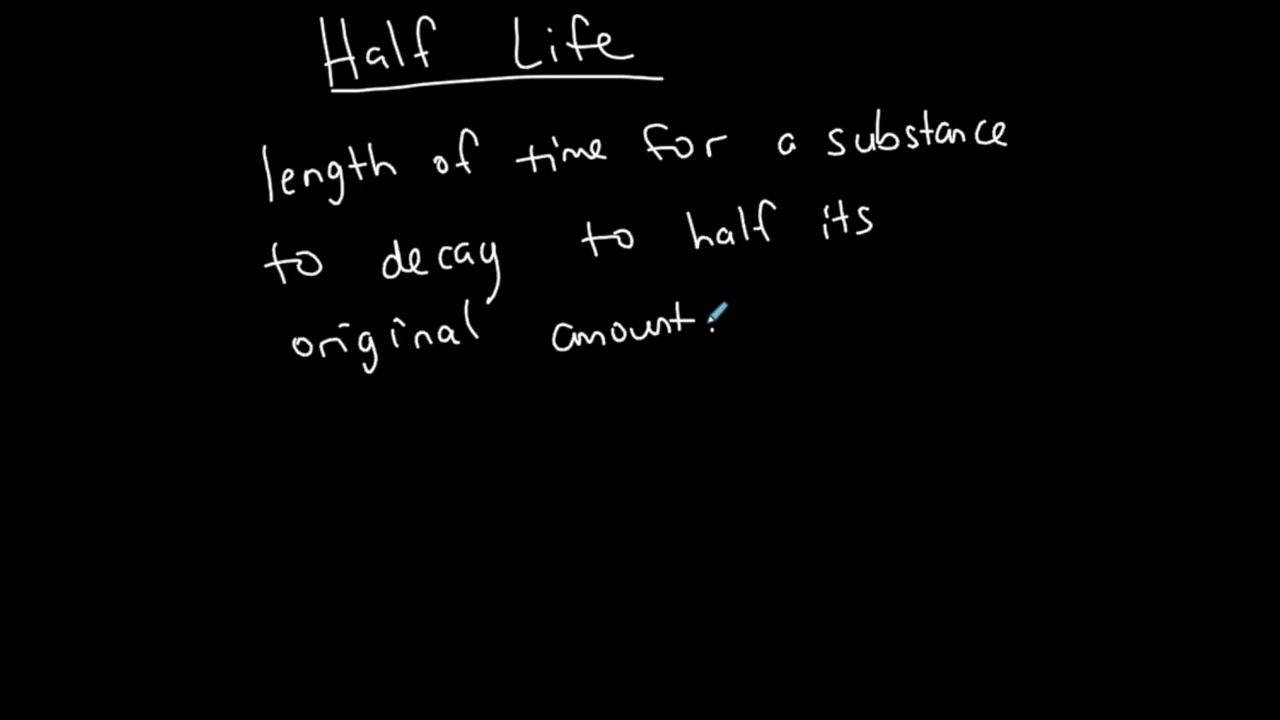 Half Life
length of time for a substance
to decay to half its
original amount.